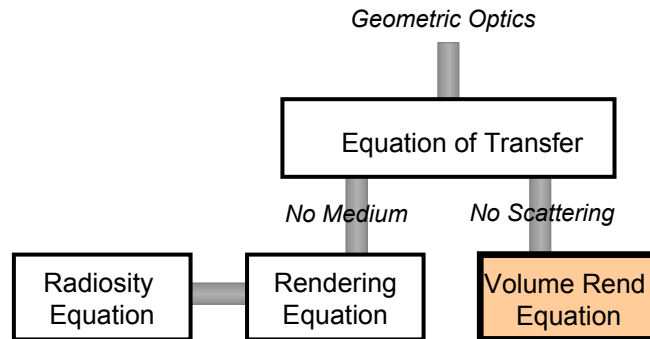 Geometric Optics
Equation of Transfer
No Medium
No Scattering
Radiosity
Equation
Rendering
Equation
Volume Rend
Equation